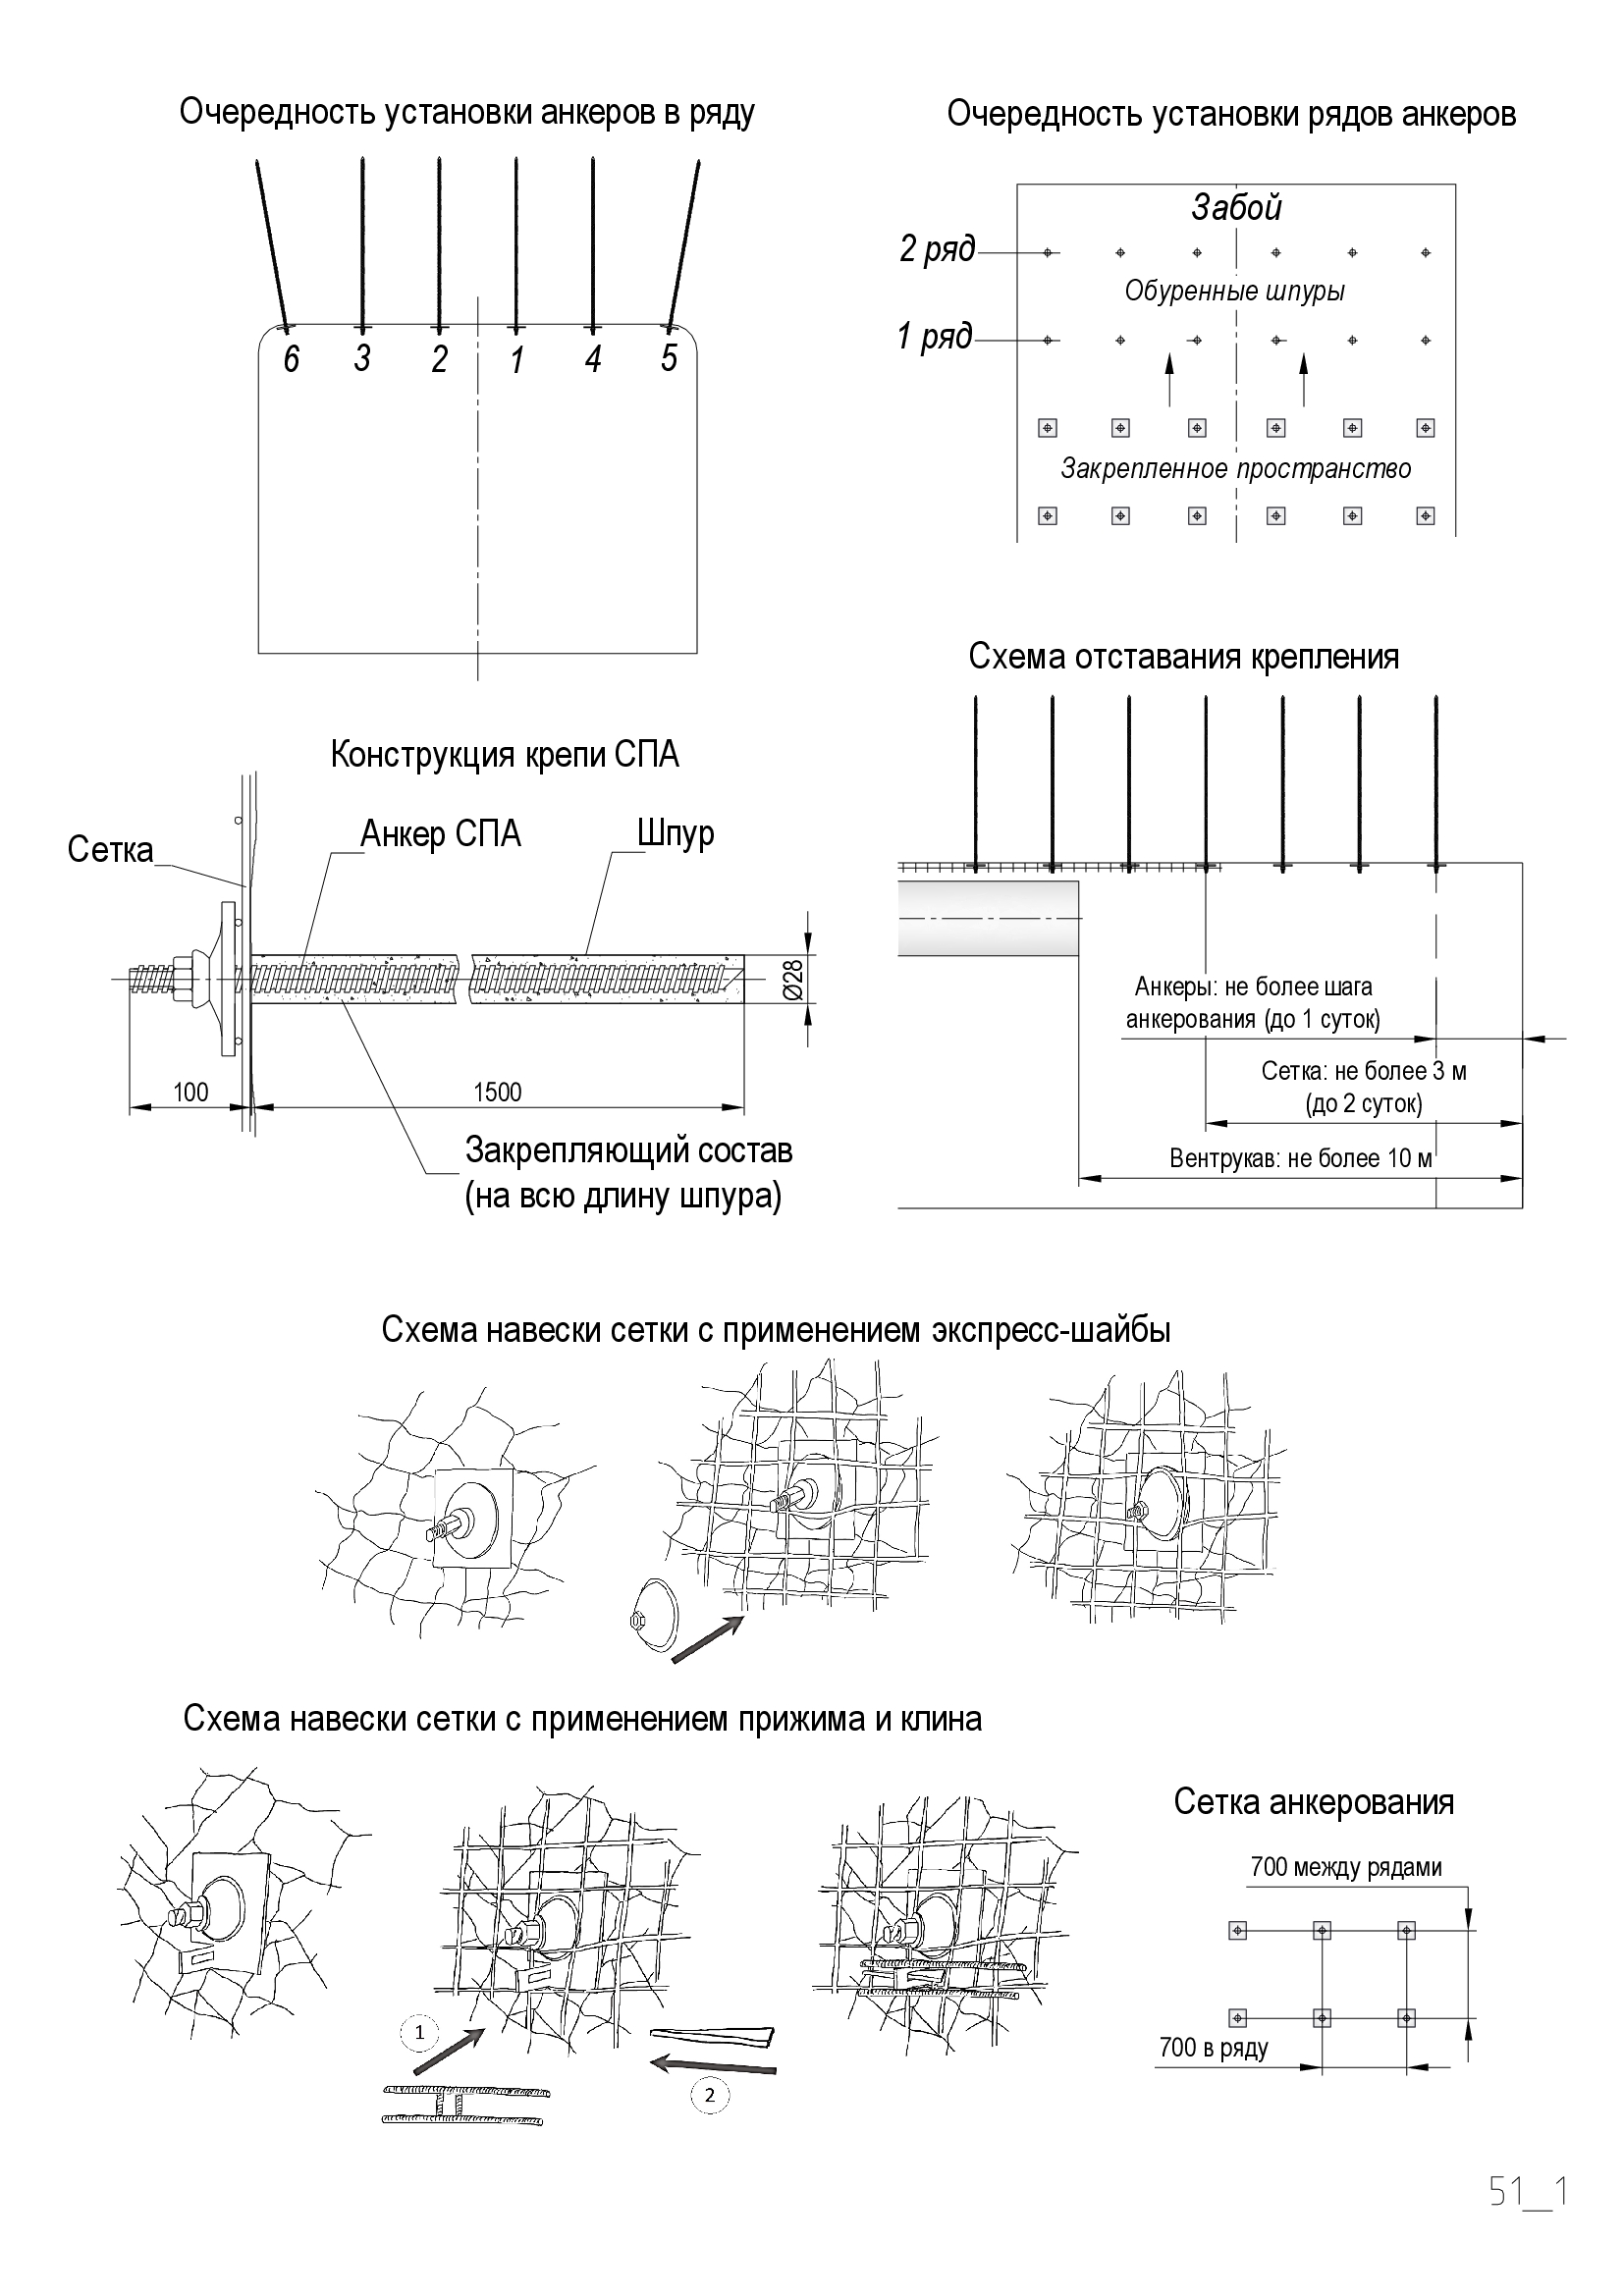 Очередность установки анкеров в ряду
6 3 2 1 4 5
Очередность установки рядов анкеров
Забой
2 ряд
Обуренные шпуры
1 ряд
Закрепленное пространство
Конструкция крепи СПА
Сетка
Анкер СПА
Шпур
Ø28
100
1500
Закрепляющий состав
(на всю длину шпура)
Схема отставания крепления
Анкеры: не более шага
анкерования (до 1 суток)
Сетка: не более 3 м
(до 2 суток)
Вентрукав: не более 10 м
Схема навески сетки с применением экспресс-шайбы
Схема навески сетки с применением прижима и клина
1
2
Сетка анкерования
700 между рядами
700 в ряду
51_1